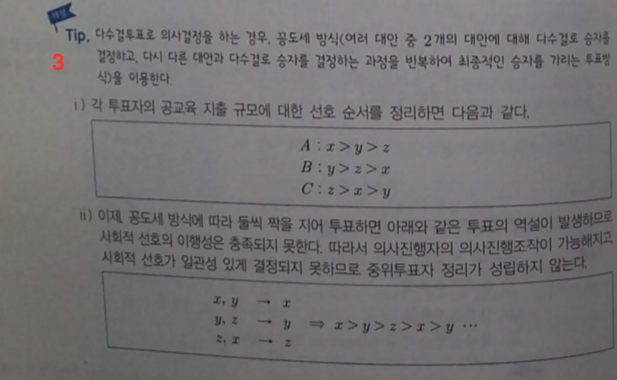 해설
Tip. 다수결투표로 의사결정을 하는 경우, 꽁도세 방식(여러 대안 중 2개의 대안에 대해 다수결로 승자를
3
결정하고, 다시 다른 대안과 다수결로 승자를 결정하는 과정을 반복하여 최종적인 승자를 가리는 투표방
식)을 이용한다.
i) 각 투표자의 공교육 지출 규모에 대한 선호 순서를 정리하면 다음과 같다.
A : x > y > z
B : y > z > x
C : z > x > y
ii) 이제, 꽁도세 방식에 따라 둘씩 짝을 지어 투표하면 아래와 같은 투표의 역설이 발생하므로
사회적 선호의 이행성은 충족되지 못한다. 따라서 의사진행자의 의사진행조작이 가능해지고,
사회적 선호가 일관성 있게 결정되지 못하므로 중위투표자 정리가 성립하지 않는다.
x, y → x
y, z → y ⇒ x > y > z > x > y ⋯
z, x → z